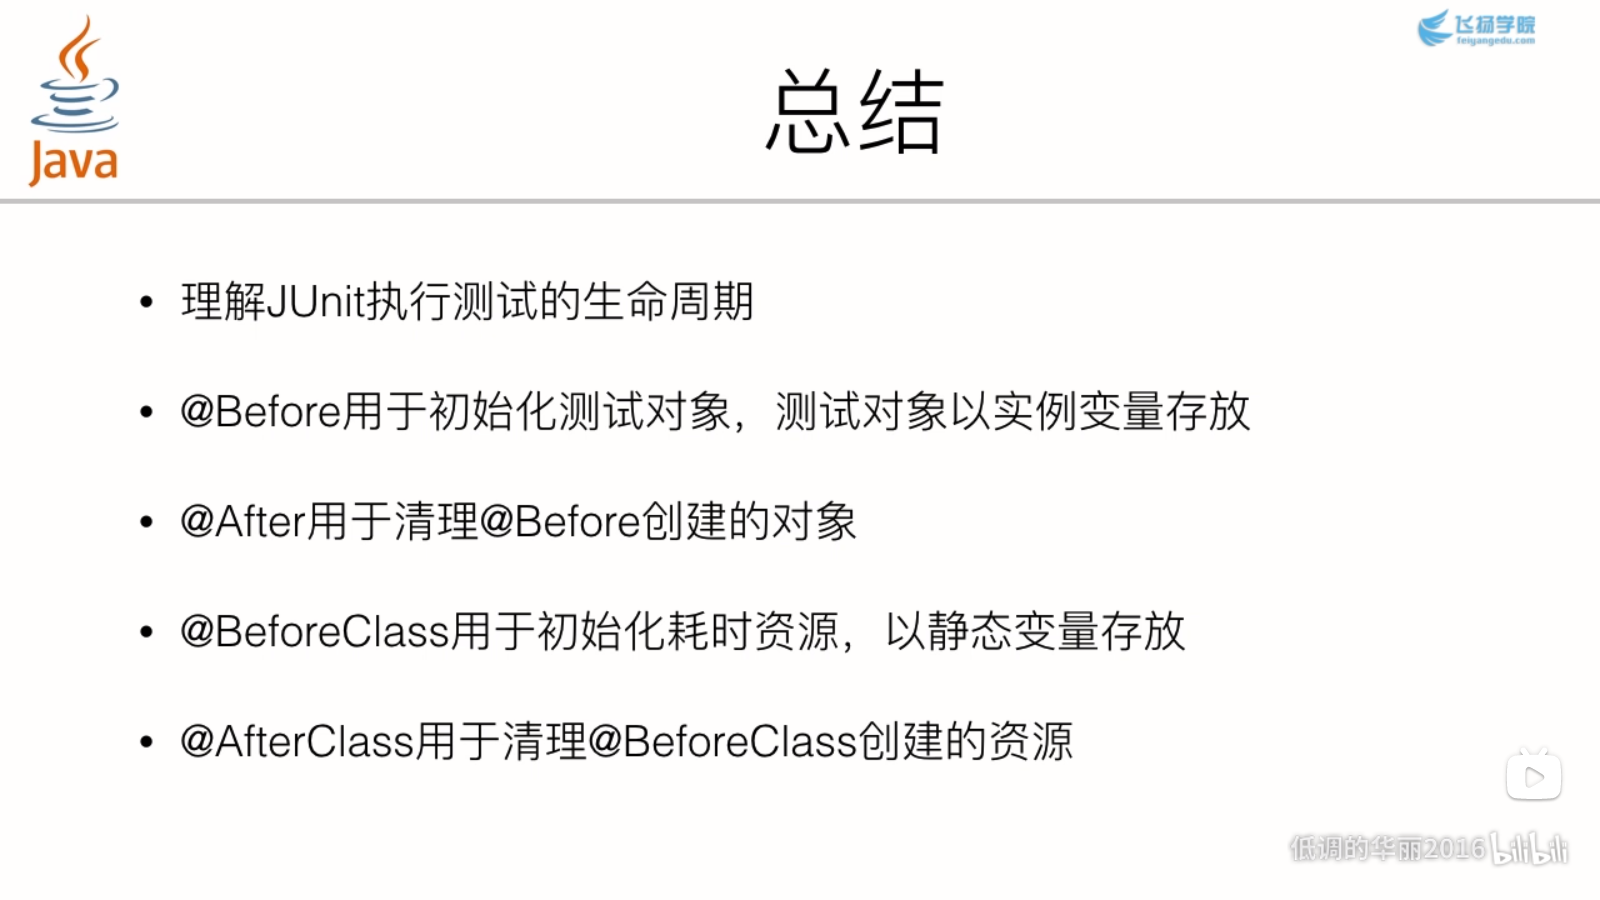 飞扬学院
feiyangedu.com
Java
总结
• 理解JUnit执行测试的生命周期
• @Before用于初始化测试对象，测试对象以实例变量存放
• @After用于清理@Before创建的对象
• @BeforeClass用于初始化耗时资源，以静态变量存放
• @AfterClass用于清理@BeforeClass创建的资源
低调的华丽2016 bilibili